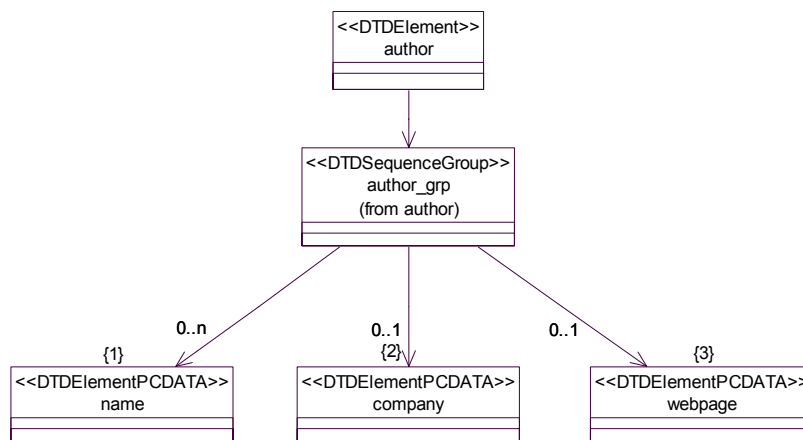 <<DTDElement>>
author
<<DTDSequenceGroup>>
author_grp
(from author)
0..n
0..1
0..1
{1}
{2}
{3}
<<DTDElementPCDATA>>
name
<<DTDElementPCDATA>>
company
<<DTDElementPCDATA>>
webpage